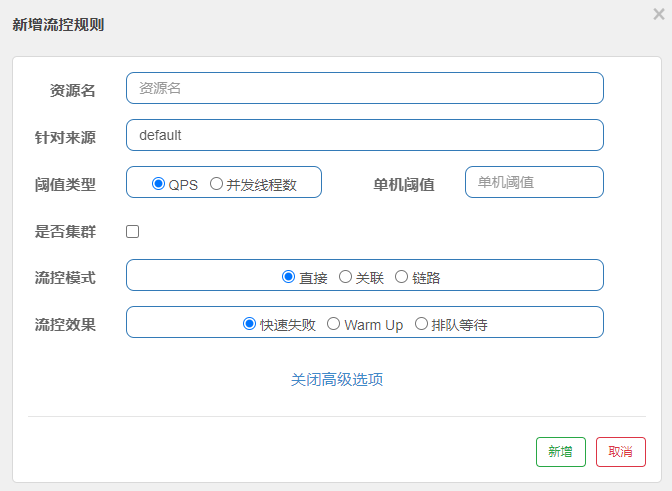 新增流控规则
×
资源名 资源名
针对来源 default
阈值类型 QPS 并发线程数 单机阈值 单机阈值
是否集群
流控模式 直接 关联 链路
流控效果 快速失败 Warm Up 排队等待
关闭高级选项
新增 取消